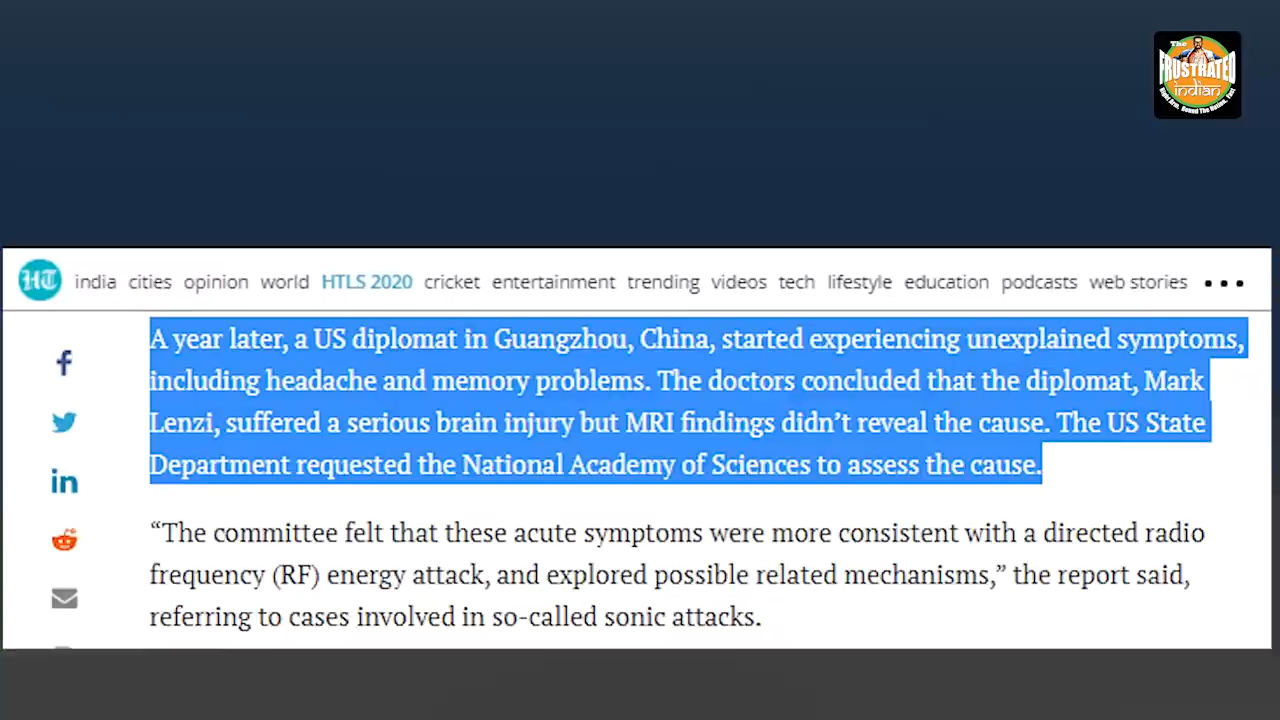 The
FRUSTRATED
indian
HT
india cities opinion world HTLS 2020 cricket entertainment trending videos tech lifestyle education podcasts web stories
A year later, a US diplomat in Guangzhou, China, started experiencing unexplained symptoms,
including headache and memory problems. The doctors concluded that the diplomat, Mark
Lenzi, suffered a serious brain injury but MRI findings didn’t reveal the cause. The US State
Department requested the National Academy of Sciences to assess the cause.
“The committee felt that these acute symptoms were more consistent with a directed radio
frequency (RF) energy attack, and explored possible related mechanisms,” the report said,
referring to cases involved in so-called sonic attacks.